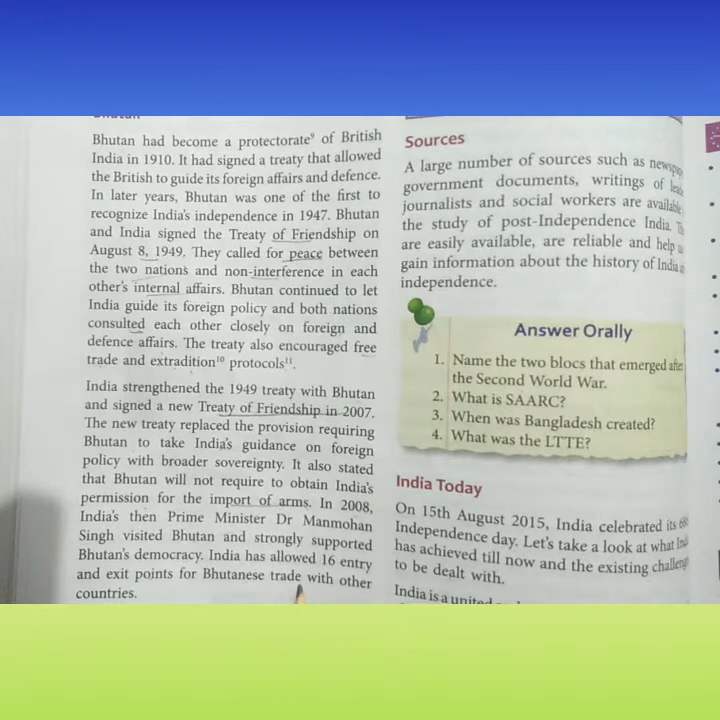 Bhutan had become a protectorate⁹ of British
India in 1910. It had signed a treaty that allowed
the British to guide its foreign affairs and defence.
In later years, Bhutan was one of the first to
recognize India's independence in 1947. Bhutan
and India signed the Treaty of Friendship on
August 8, 1949. They called for peace between
the two nations and non-interference in each
other's internal affairs. Bhutan continued to let
India guide its foreign policy and both nations
consulted each other closely on foreign and
defence affairs. The treaty also encouraged free
trade and extradition¹⁰ protocols¹¹.
India strengthened the 1949 treaty with Bhutan
and signed a new Treaty of Friendship in 2007.
The new treaty replaced the provision requiring
Bhutan to take India's guidance on foreign
policy with broader sovereignty. It also stated
that Bhutan will not require to obtain India's
permission for the import of arms. In 2008,
India's then Prime Minister Dr Manmohan
Singh visited Bhutan and strongly supported
Bhutan's democracy. India has allowed 16 entry
and exit points for Bhutanese trade with other
countries.
Sources
A large number of sources such as
government documents, writings of
journalists and social workers are available
the study of post-Independence India.
are easily available, are reliable and help
gain information about the history of India
independence.
Answer Orally
1. Name the two blocs that emerged after
the Second World War.
2. What is SAARC?
3. When was Bangladesh created?
4. What was the LTTE?
India Today
On 15th August 2015, India celebrated its
Independence day. Let's take a look at what
has achieved till now and the existing
to be dealt with.
India is a